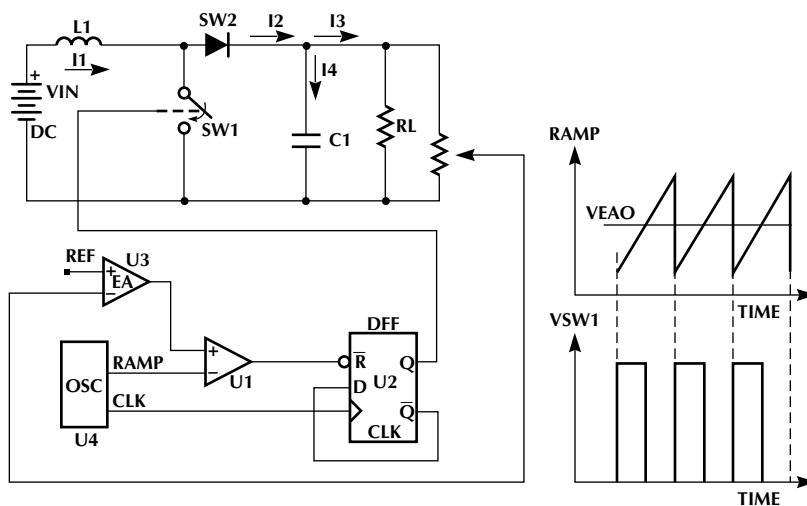 L1
SW2
I2
I3
I1
I4
+
VIN
DC
SW1
C1
RL
RAMP
VEAO
TIME
REF
U3
+
EA
−
DFF
RAMP
+
−
U1
R̅
Q
OSC
D
U2
CLK
Q̅
U4
CLK
VSW1
TIME